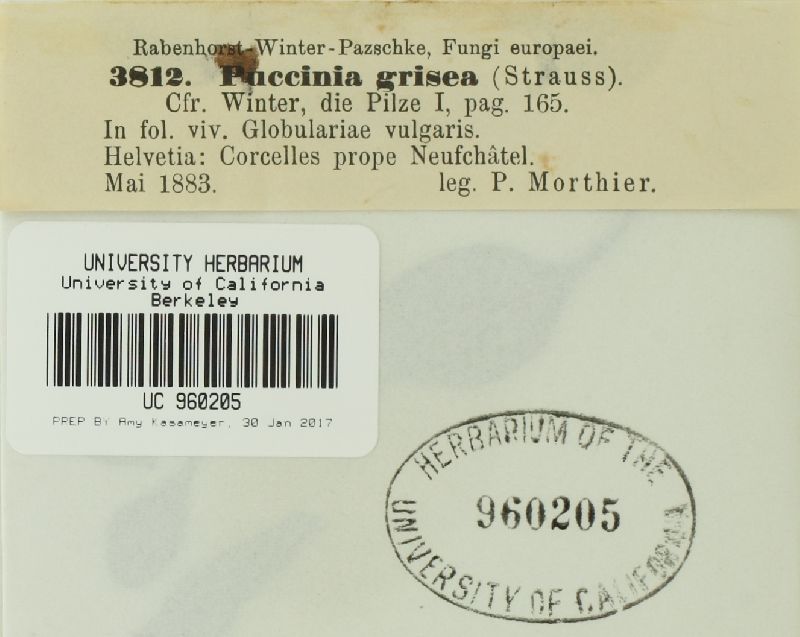 Rabenhorst-Winter-Pazschke, Fungi europaei.
3812. Puccinia grisea (Strauss).
Cfr. Winter, die Pilze I, pag. 165.
In fol. viv. Globulariae vulgaris.
Helvetia: Corcelles prope Neufchâtel.
Mai 1883. leg. P. Morthier.
UNIVERSITY HERBARIUM
University of California
Berkeley
UC 960205
PREP BY Amy Kasameyer, 30 Jan 2017
HERBARIUM OF THE
960205
UNIVERSITY OF CALIFORNIA